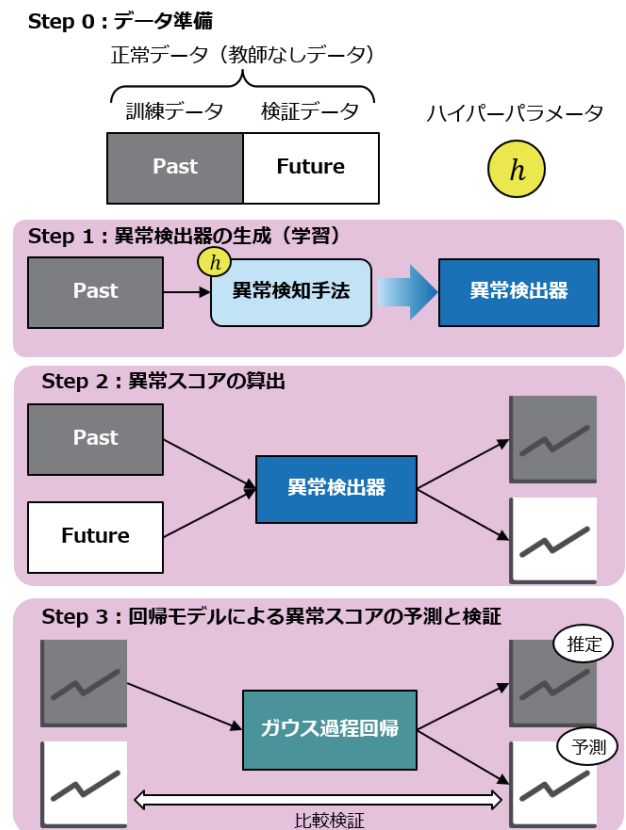 Step 0：データ準備
正常データ（教師なしデータ）
訓練データ 検証データ
ハイパーパラメータ
Past Future
h
Step 1：異常検出器の生成（学習）
h
Past 異常検知手法 異常検出器
Step 2：異常スコアの算出
Past
異常検出器
Future
Step 3：回帰モデルによる異常スコアの予測と検証
推定
ガウス過程回帰
予測
比較検証